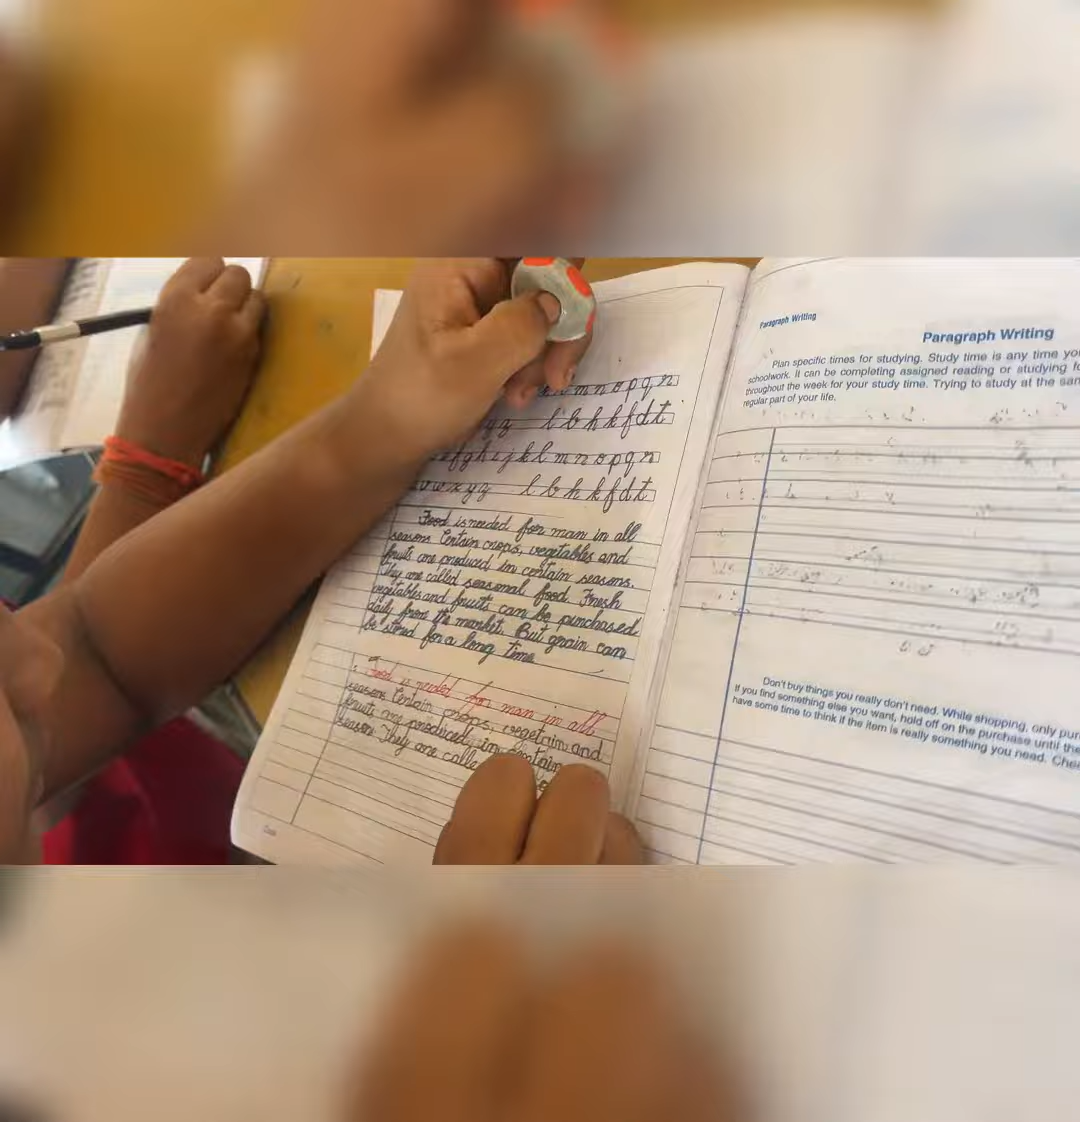 m n o p q r
y z l b h k f d t
e f g h i j k l m n o p q r
v w x y z l b h k f d t
Food is needed for man in all
seasons. Certain crops, vegetables and
fruits are produced in certain seasons.
They are called seasonal food. Fresh
vegetables and fruits can be purchased
daily from the market. But grain can
be stored for a long time
Food is needed for man in all
seasons Certain crops, vegetain and
fruits are produced, in
season They are calle
Paragraph Writing
Paragraph Writing
Plan specific times for studying. Study time is any time you
schoolwork. It can be completing assigned reading or studying fo
throughout the week for your study time. Trying to study at the sam
regular part of your life.
Don't buy things you really don't need. While shopping, only pur
If you find something else you want, hold off on the purchase until the
have some time to think if the item is really something you need. Chea